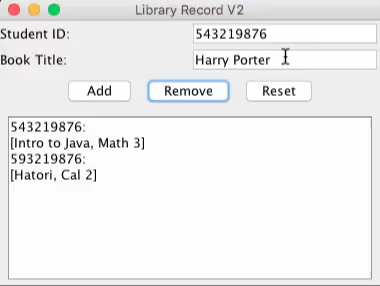 Library Record V2
Student ID: 543219876
Book Title: Harry Porter
Add Remove Reset
543219876:
[Intro to Java, Math 3]
593219876:
[Hatori, Cal 2]